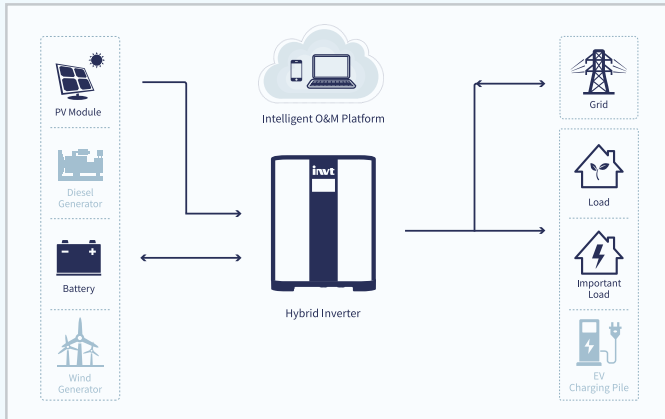 PV Module
Diesel
Generator
Battery
Wind
Generator
Intelligent O&M Platform
invt
Hybrid Inverter
Grid
Load
Important
Load
EV
Charging Pile